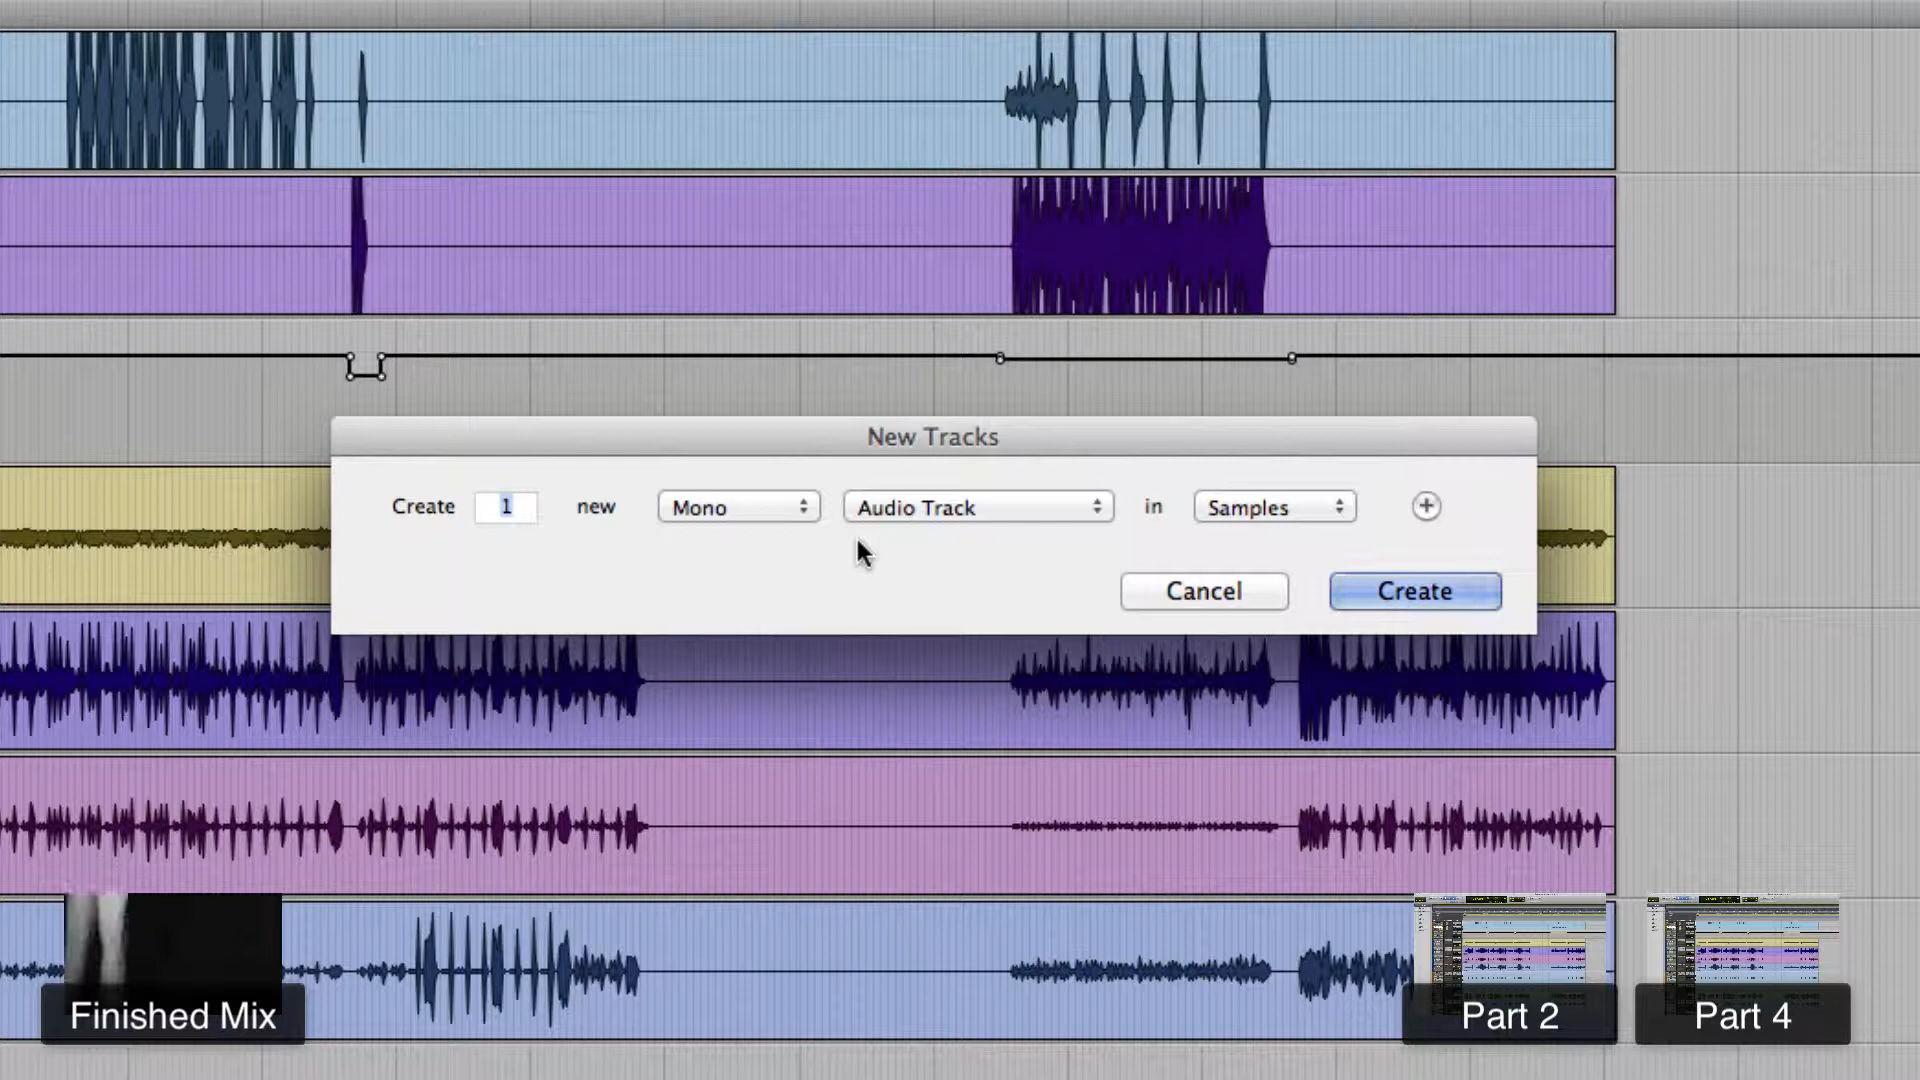 New Tracks
Create 1 new Mono Audio Track in Samples
Cancel Create
Finished Mix
Part 2
Part 4